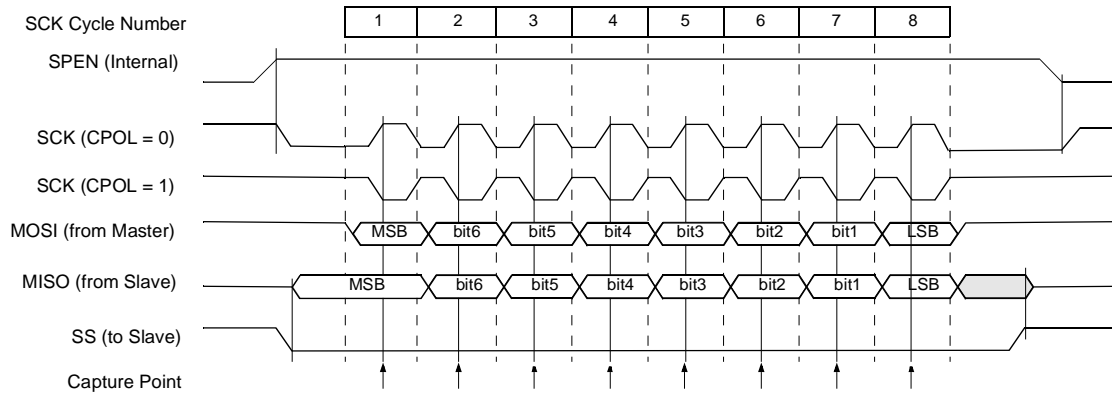 SCK Cycle Number 1 2 3 4 5 6 7 8
SPEN (Internal)
SCK (CPOL = 0)
SCK (CPOL = 1)
MOSI (from Master) MSB bit6 bit5 bit4 bit3 bit2 bit1 LSB
MISO (from Slave) MSB bit6 bit5 bit4 bit3 bit2 bit1 LSB
SS (to Slave)
Capture Point